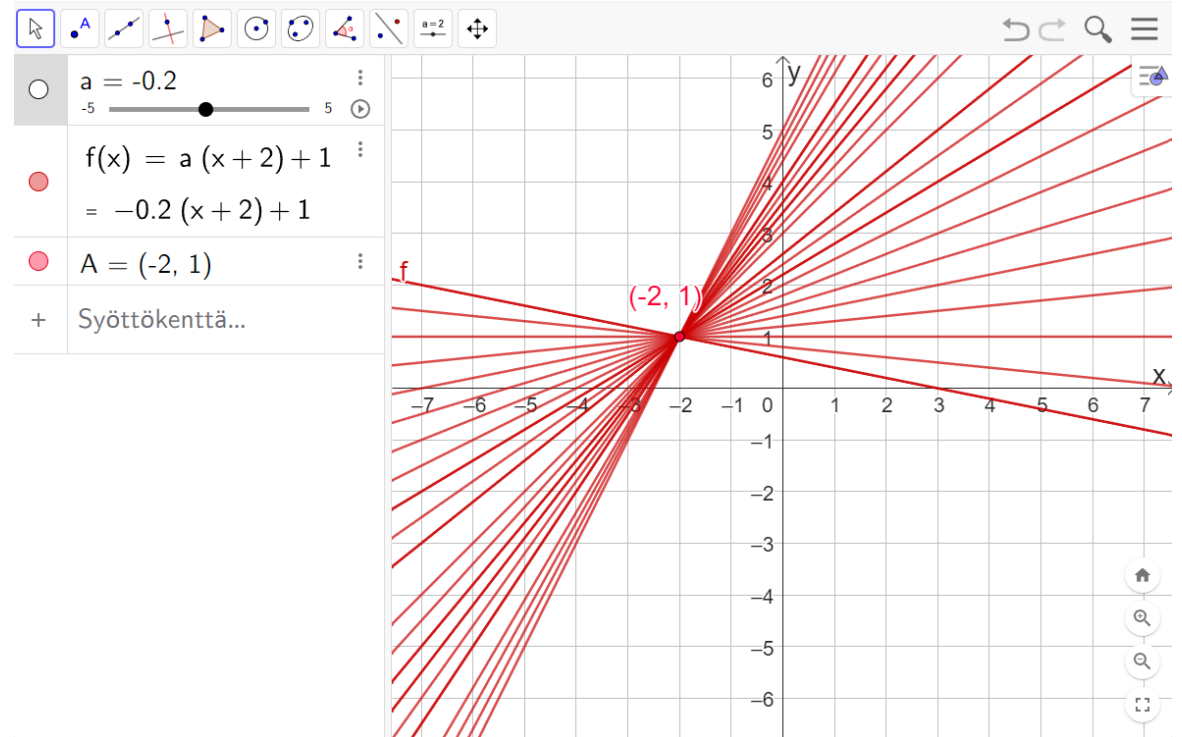 A
a = 2
a = -0.2
-5 5
f(x) = a (x + 2) + 1
= −0.2 (x + 2) + 1
A = (-2, 1)
+ Syöttökenttä...
y
6
5
4
3
f
(-2, 1)
2
1
x
–7 –6 –5 –4 –3 –2 –1 0 1 2 3 4 5 6 7
–1
–2
–3
–4
–5
–6